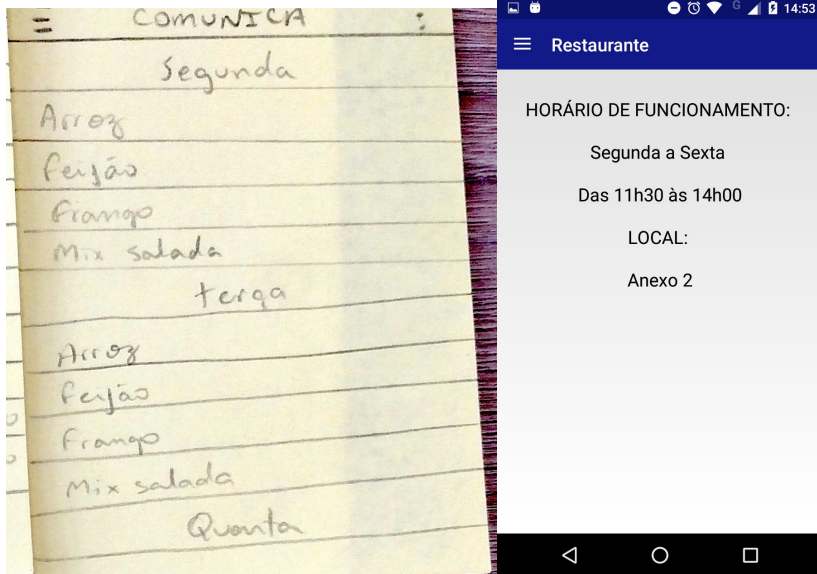 COMUNICA
Segunda
Arroz
Feijão
Frango
Mix salada
terça
Arroz
Feijão
Frango
Mix salada
Quanta
G 14:53
Restaurante
HORÁRIO DE FUNCIONAMENTO:
Segunda a Sexta
Das 11h30 às 14h00
LOCAL:
Anexo 2